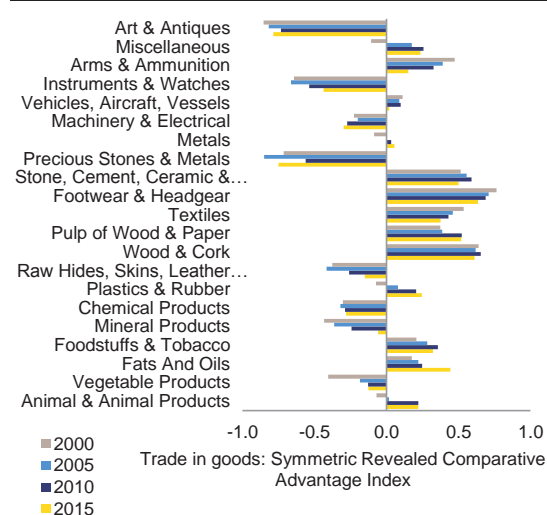 Art & Antiques
Miscellaneous
Arms & Ammunition
Instruments & Watches
Vehicles, Aircraft, Vessels
Machinery & Electrical
Metals
Precious Stones & Metals
Stone, Cement, Ceramic &…
Footwear & Headgear
Textiles
Pulp of Wood & Paper
Wood & Cork
Raw Hides, Skins, Leather…
Plastics & Rubber
Chemical Products
Mineral Products
Foodstuffs & Tobacco
Fats And Oils
Vegetable Products
Animal & Animal Products
-1.0 -0.5 0.0 0.5 1.0
2000
2005
2010
2015
Trade in goods: Symmetric Revealed Comparative
Advantage Index